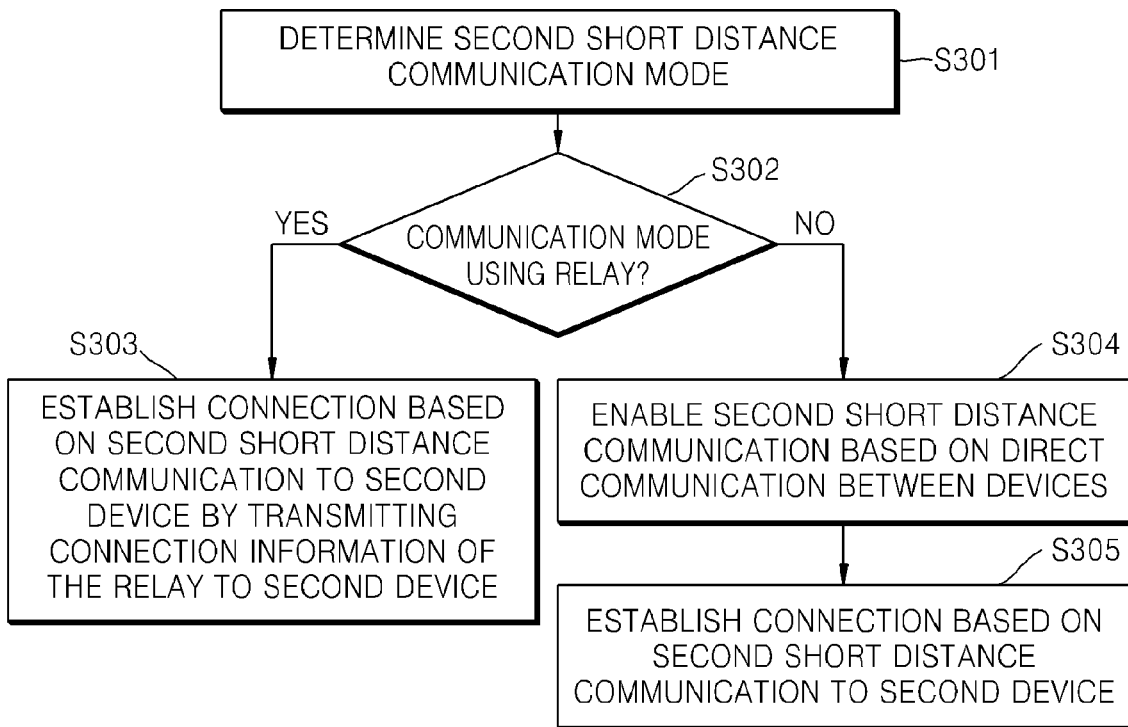 DETERMINE SECOND SHORT DISTANCE
COMMUNICATION MODE
S301
S302
YES
NO
COMMUNICATION MODE
USING RELAY?
S303
ESTABLISH CONNECTION BASED
ON SECOND SHORT DISTANCE
COMMUNICATION TO SECOND
DEVICE BY TRANSMITTING
CONNECTION INFORMATION OF
THE RELAY TO SECOND DEVICE
S304
ENABLE SECOND SHORT DISTANCE
COMMUNICATION BASED ON DIRECT
COMMUNICATION BETWEEN DEVICES
S305
ESTABLISH CONNECTION BASED ON
SECOND SHORT DISTANCE
COMMUNICATION TO SECOND DEVICE